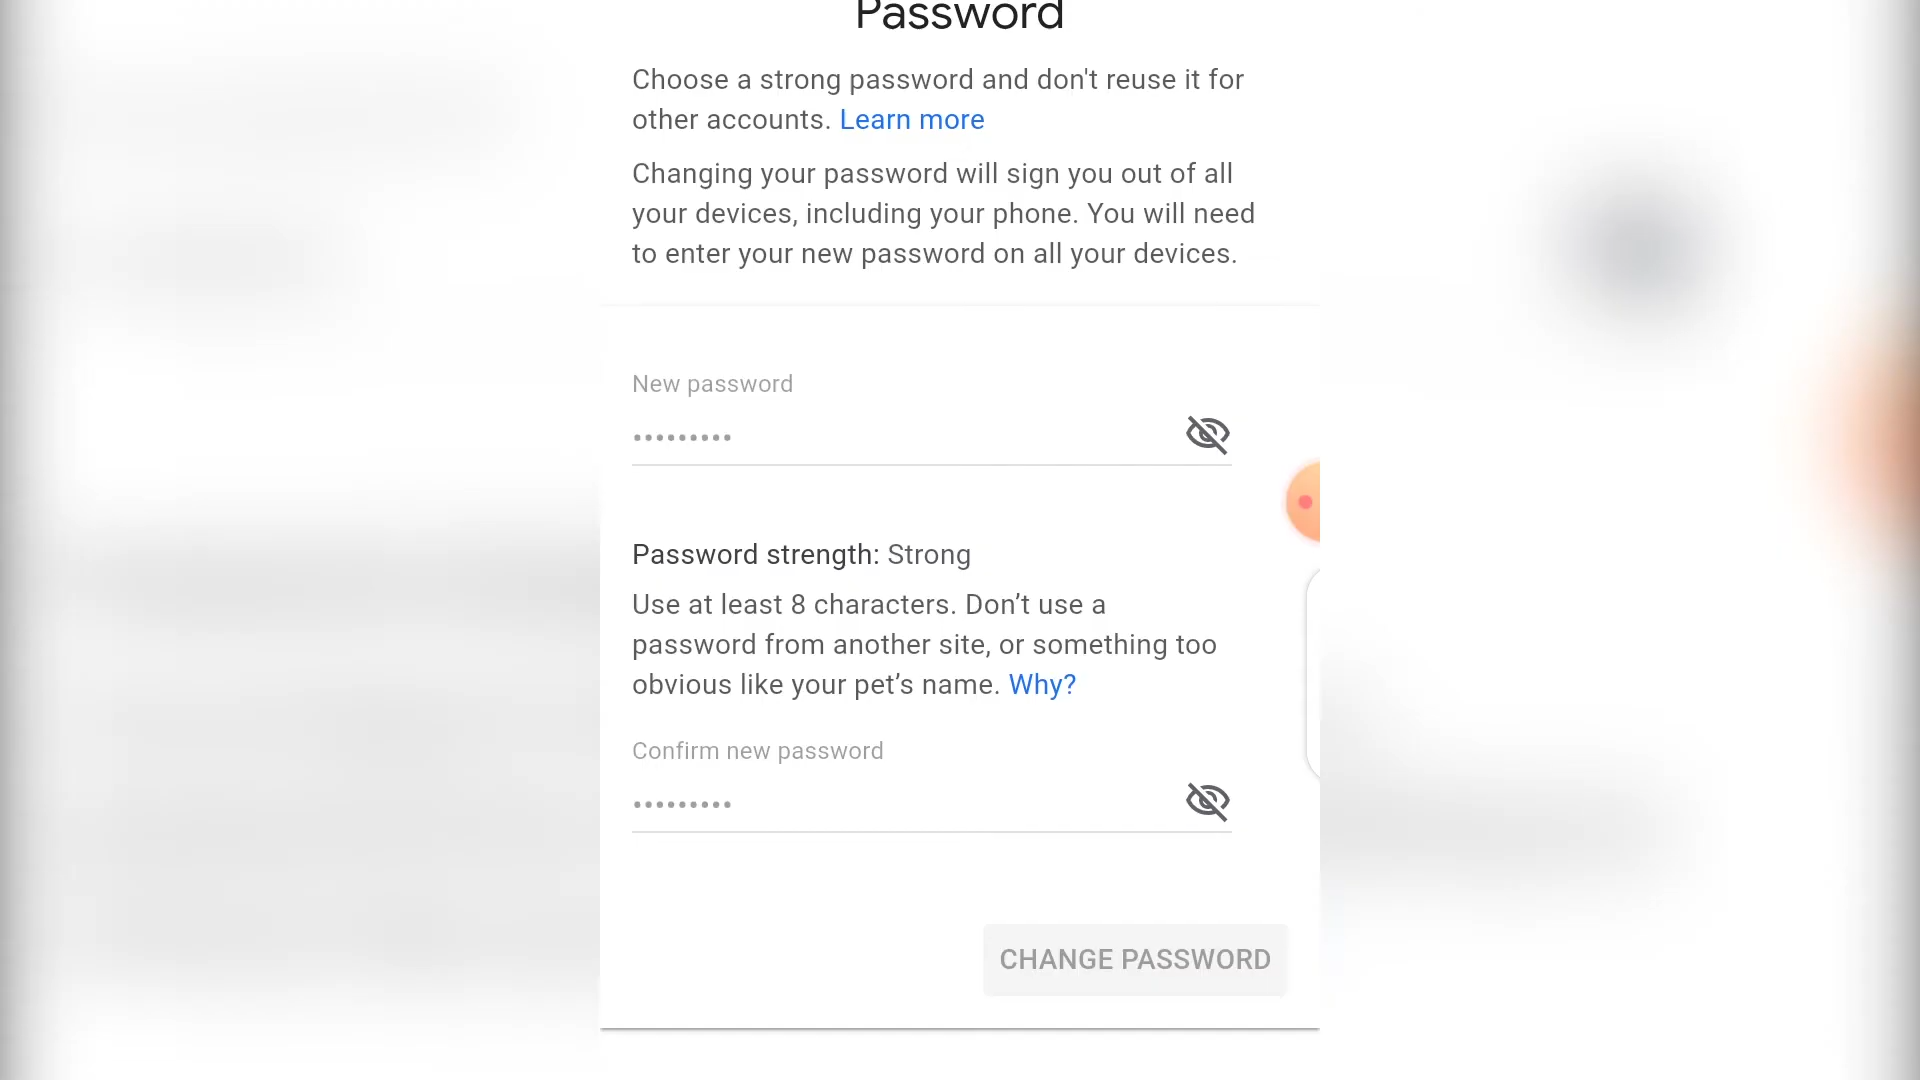 Password
Choose a strong password and don't reuse it for
other accounts. Learn more
Changing your password will sign you out of all
your devices, including your phone. You will need
to enter your new password on all your devices.
New password
•••••••••
Password strength: Strong
Use at least 8 characters. Don’t use a
password from another site, or something too
obvious like your pet’s name. Why?
Confirm new password
•••••••••
CHANGE PASSWORD